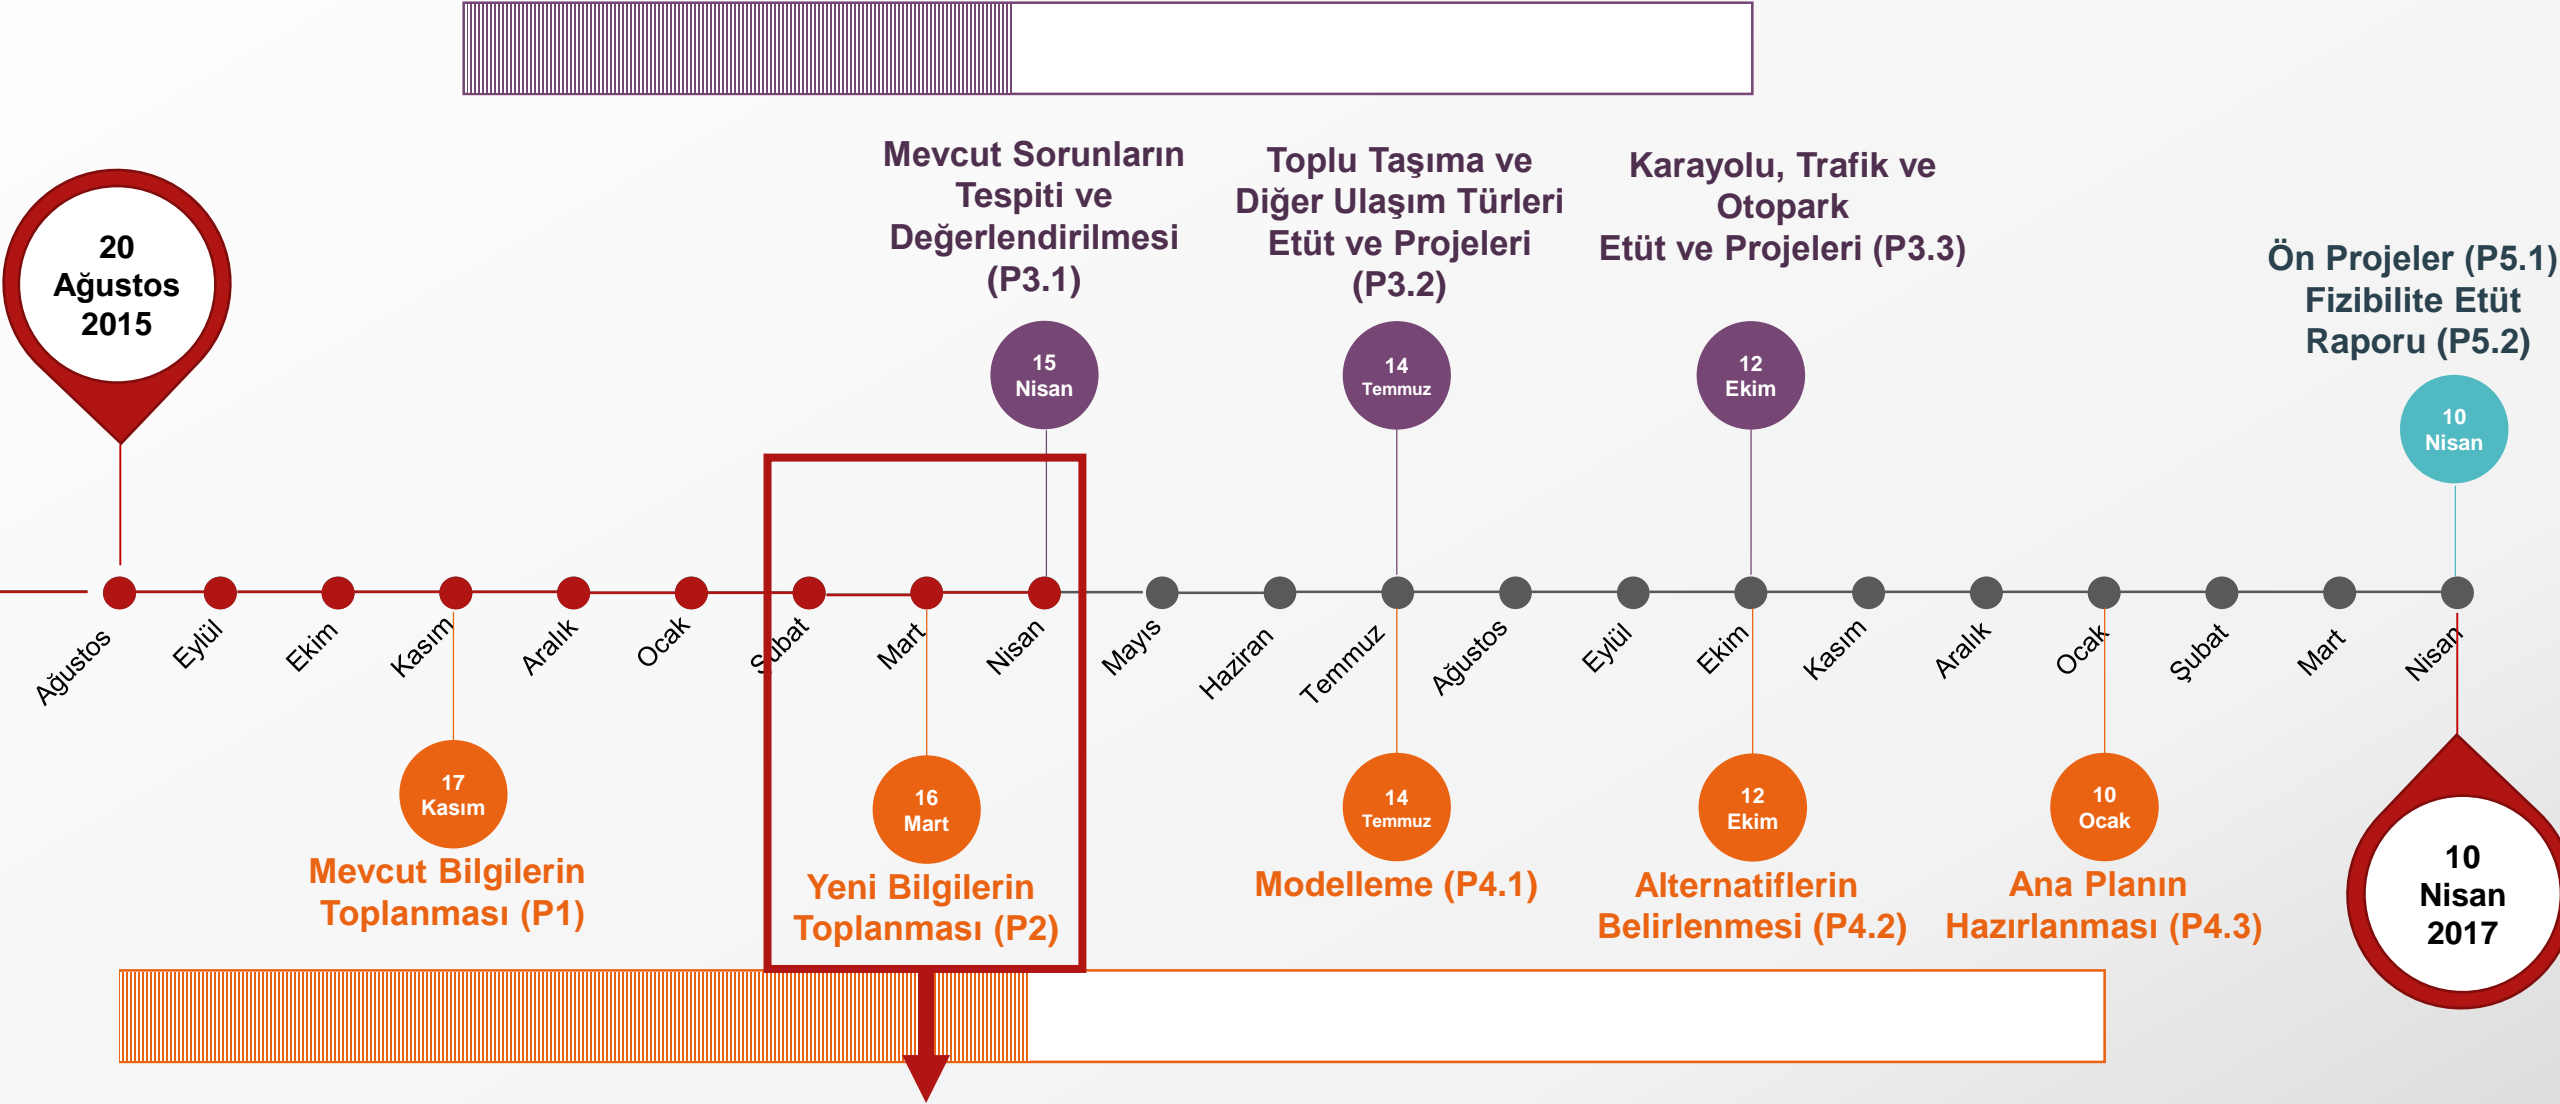 20
Ağustos
2015
Mevcut Sorunların
Tespiti ve
Değerlendirilmesi
(P3.1)
15
Nisan
Toplu Taşıma ve
Diğer Ulaşım Türleri
Etüt ve Projeleri
(P3.2)
14
Temmuz
Karayolu, Trafik ve
Otopark
Etüt ve Projeleri (P3.3)
12
Ekim
Ön Projeler (P5.1)
Fizibilite Etüt
Raporu (P5.2)
10
Nisan
Ağustos
Eylül
Ekim
Kasım
Aralık
Ocak
Şubat
Mart
Nisan
Mayıs
Haziran
Temmuz
Ağustos
Eylül
Ekim
Kasım
Aralık
Ocak
Şubat
Mart
Nisan
17
Kasım
Mevcut Bilgilerin
Toplanması (P1)
16
Mart
Yeni Bilgilerin
Toplanması (P2)
14
Temmuz
Modelleme (P4.1)
12
Ekim
Alternatiflerin
Belirlenmesi (P4.2)
10
Ocak
Ana Planın
Hazırlanması (P4.3)
10
Nisan
2017